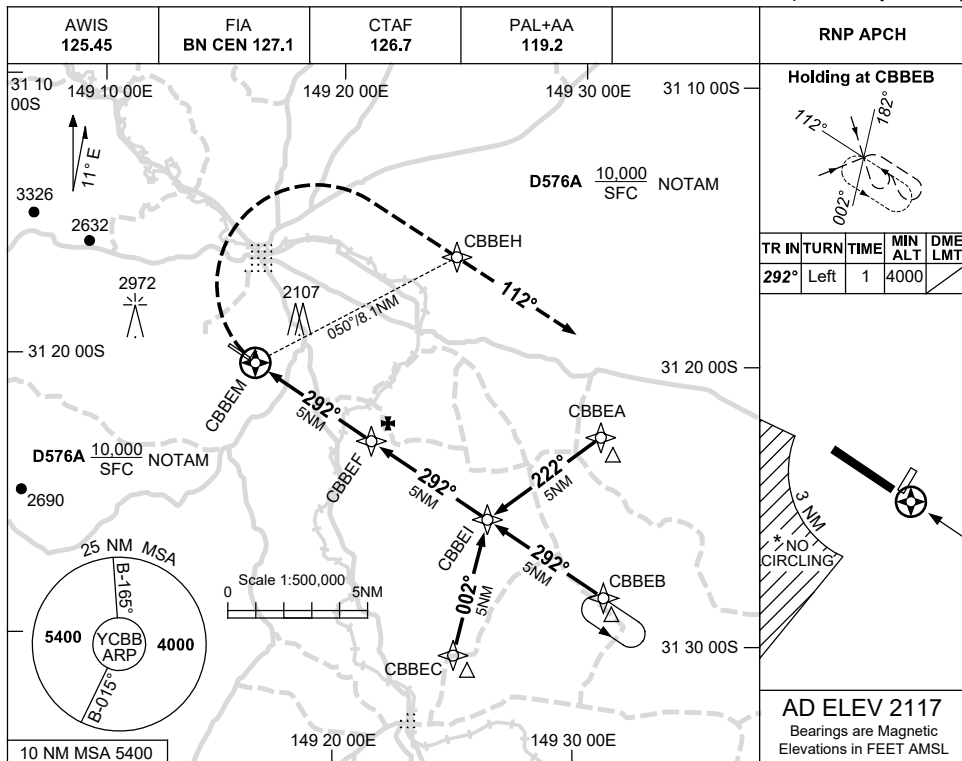 AWIS
125.45
FIA
BN CEN 127.1
CTAF
126.7
PAL+AA
119.2
RNP APCH
31 10
00S
149 10 00E
149 20 00E
149 30 00E
31 10 00S
11° E
3326
2632
2972
2107
D576A 10,000 SFC NOTAM
CBBEH
112°
050°/8.1NM
31 20 00S
31 20 00S
CBBEM
292°
5NM
CBBEF
CBBEA
222°
5NM
D576A 10,000 SFC NOTAM
2690
292°
5NM
CBBEI
292°
5NM
CBBEB
002°
5NM
CBBEC
25 NM MSA
B-165°
5400
YCBB
ARP
4000
B-015°
Scale 1:500,000
0 5NM
31 30 00S
149 20 00E
149 30 00E
10 NM MSA 5400
Holding at CBBEB
112°
182°
002°
TR IN TURN TIME MIN ALT DME LMT
292° Left 1 4000
3 NM
* NO
CIRCLING
AD ELEV 2117
Bearings are Magnetic
Elevations in FEET AMSL